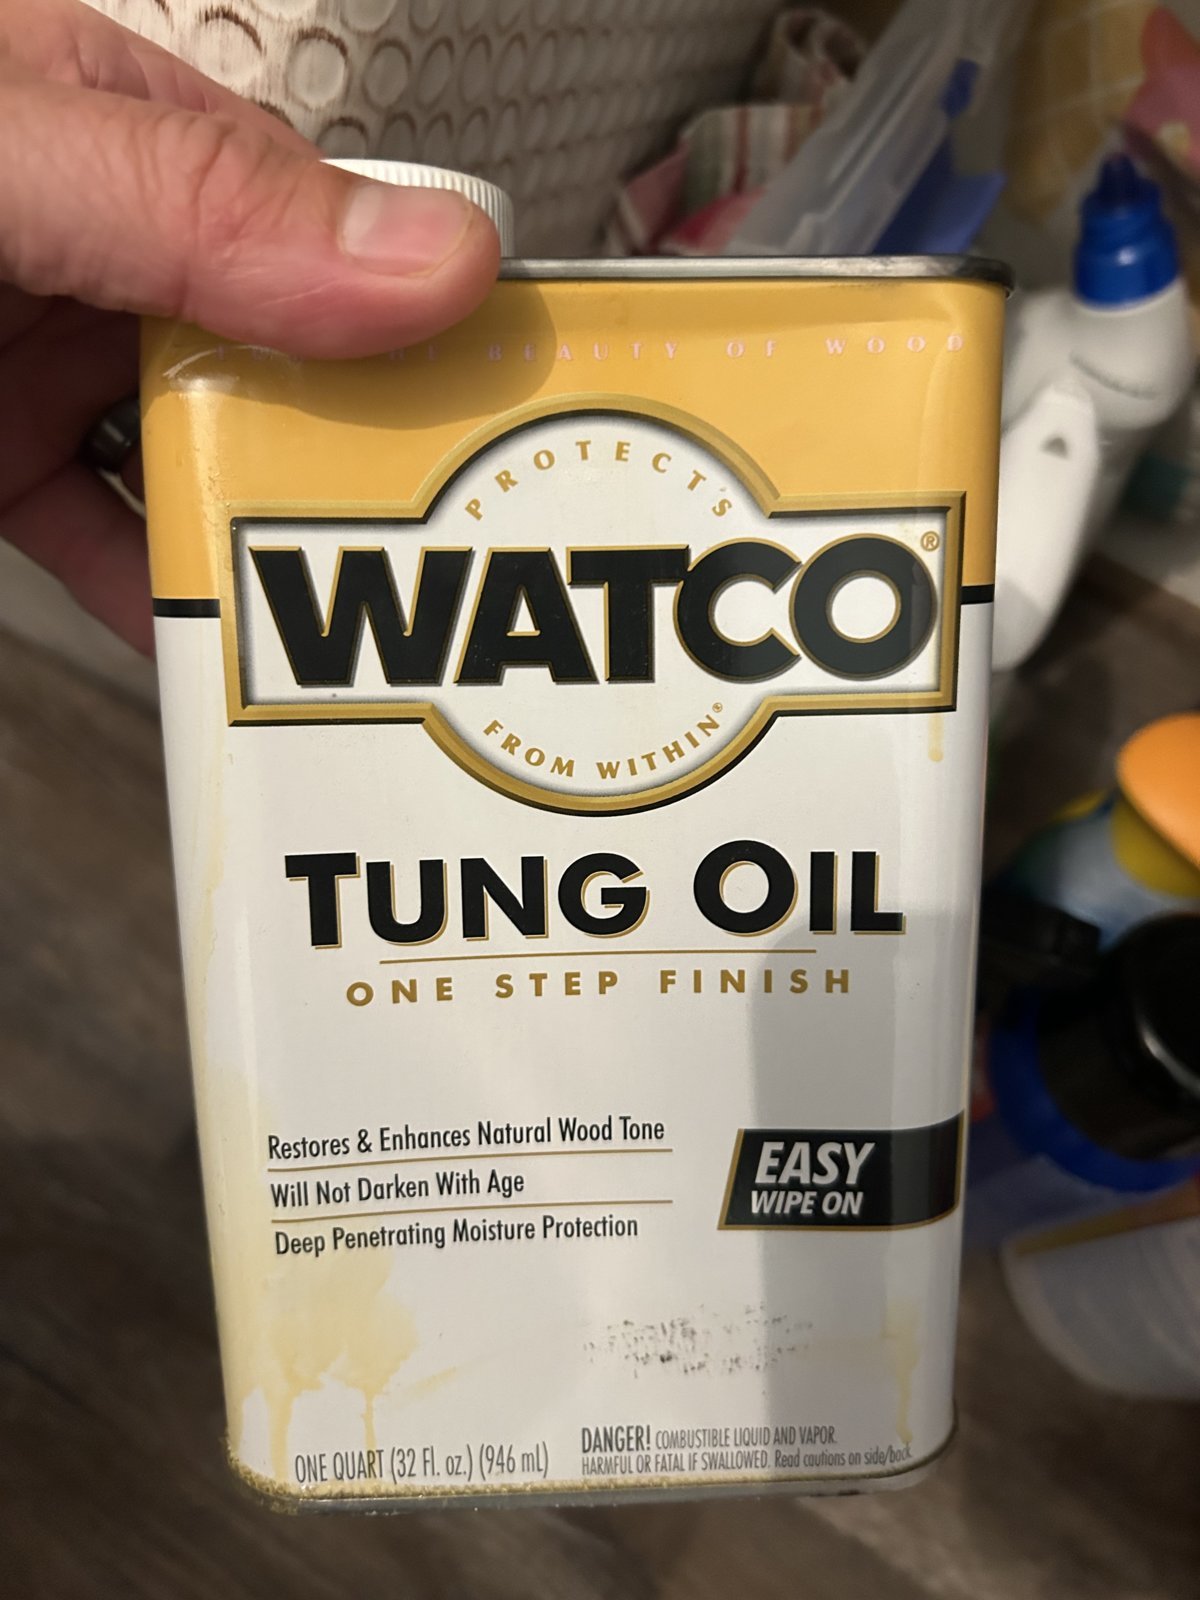 THE BEAUTY OF WOOD
PROTECTS
WATCO®
FROM WITHIN®
TUNG OIL
ONE STEP FINISH
Restores & Enhances Natural Wood Tone
Will Not Darken With Age
Deep Penetrating Moisture Protection
EASY
WIPE ON
ONE QUART (32 Fl. oz.) (946 mL)
DANGER! COMBUSTIBLE LIQUID AND VAPOR.
HARMFUL OR FATAL IF SWALLOWED. Read cautions on side/back.